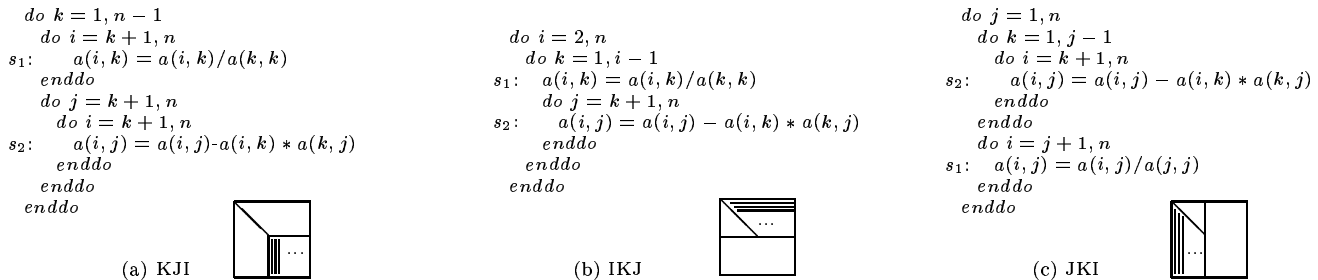 do k = 1, n − 1
do i = k + 1, n
s₁: a(i, k) = a(i, k)/a(k, k)
enddo
do j = k + 1, n
do i = k + 1, n
s₂: a(i, j) = a(i, j)-a(i, k) ∗ a(k, j)
enddo
enddo
enddo
...
(a) KJI
do i = 2, n
do k = 1, i − 1
s₁: a(i, k) = a(i, k)/a(k, k)
do j = k + 1, n
s₂: a(i, j) = a(i, j) − a(i, k) ∗ a(k, j)
enddo
enddo
enddo
...
(b) IKJ
do j = 1, n
do k = 1, j − 1
do i = k + 1, n
s₂: a(i, j) = a(i, j) − a(i, k) ∗ a(k, j)
enddo
enddo
do i = j + 1, n
s₁: a(i, j) = a(i, j)/a(j, j)
enddo
enddo
...
(c) JKI